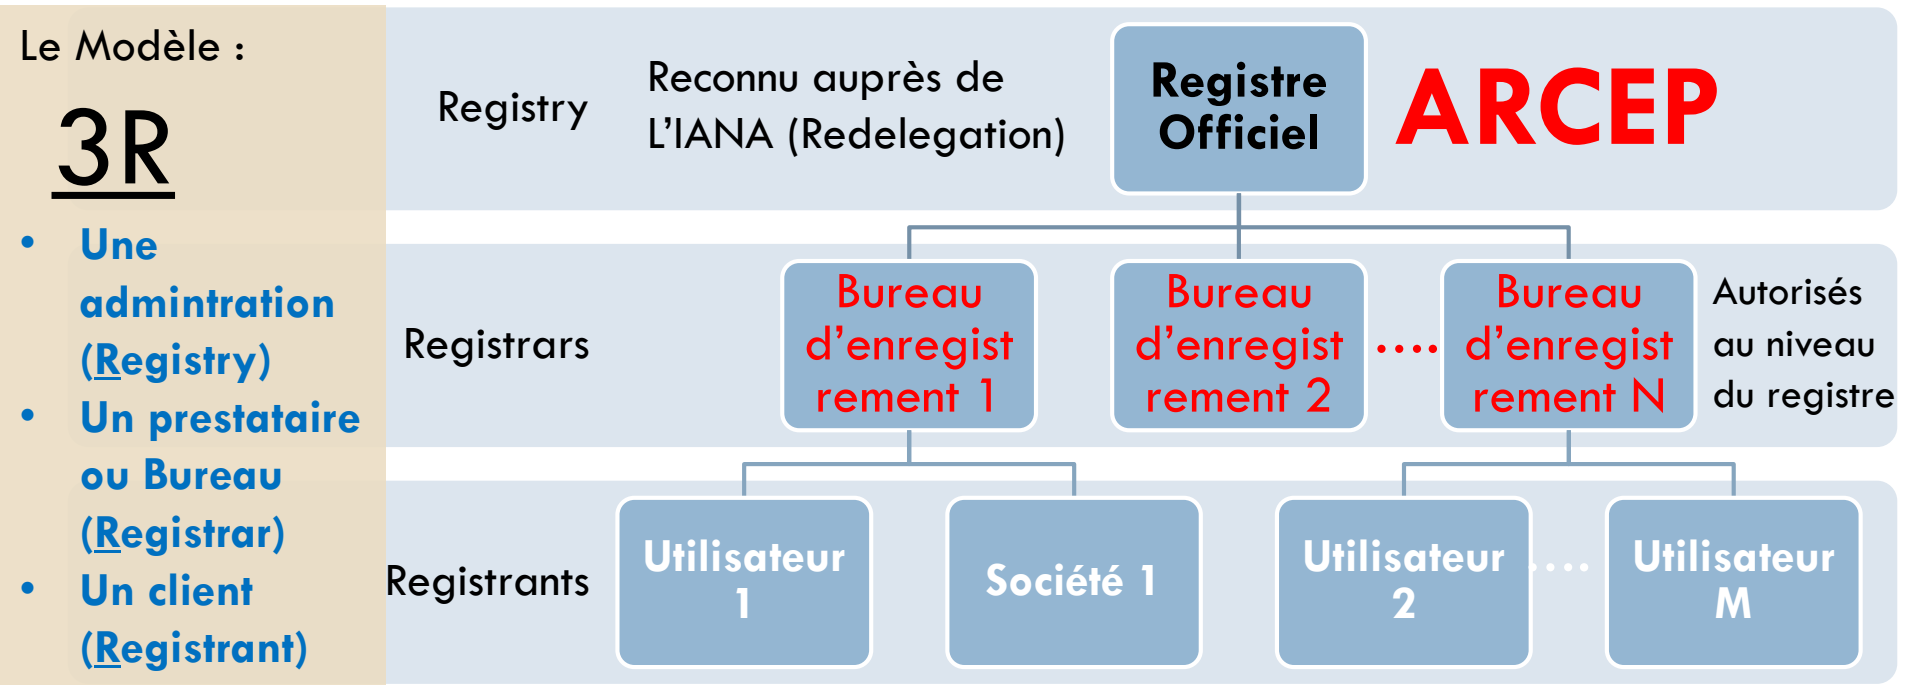 Le Modèle :
3R
• Une
admintration
(Registry)
• Un prestataire
ou Bureau
(Registrar)
• Un client
(Registrant)
Registry
Reconnu auprès de
L’IANA (Redelegation)
Registre
Officiel
ARCEP
Registrars
Bureau
d’enregist
rement 1
Bureau
d’enregist
rement 2
....
Bureau
d’enregist
rement N
Autorisés
au niveau
du registre
Registrants
Utilisateur
1
Société 1
Utilisateur
2
....
Utilisateur
M